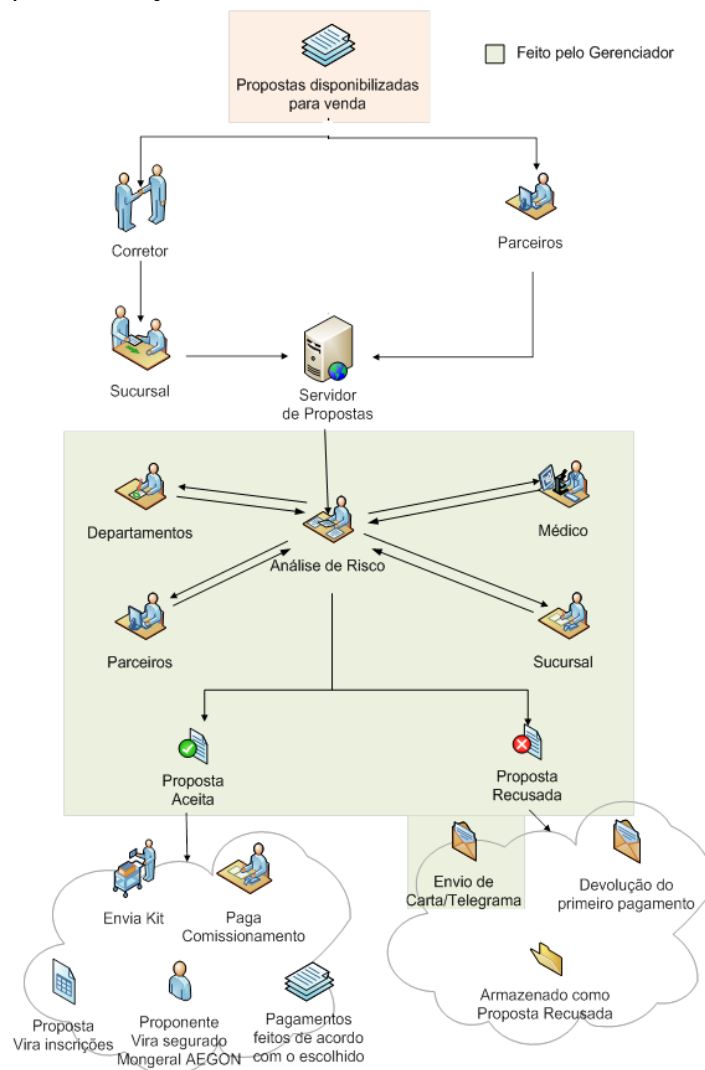 Feito pelo Gerenciador
Propostas disponibilizadas
para venda
Corretor
Parceiros
Sucursal
Servidor
de Propostas
Departamentos
Médico
Análise de Risco
Parceiros
Sucursal
Proposta
Aceita
Proposta
Recusada
Envia Kit
Paga
Comissionamento
Envio de
Carta/Telegrama
Devolução do
primeiro pagamento
Proposta
Vira inscrições
Proponente
Vira segurado
Mongeral AEGON
Pagamentos
feitos de acordo
com o escolhido
Armazenado como
Proposta Recusada